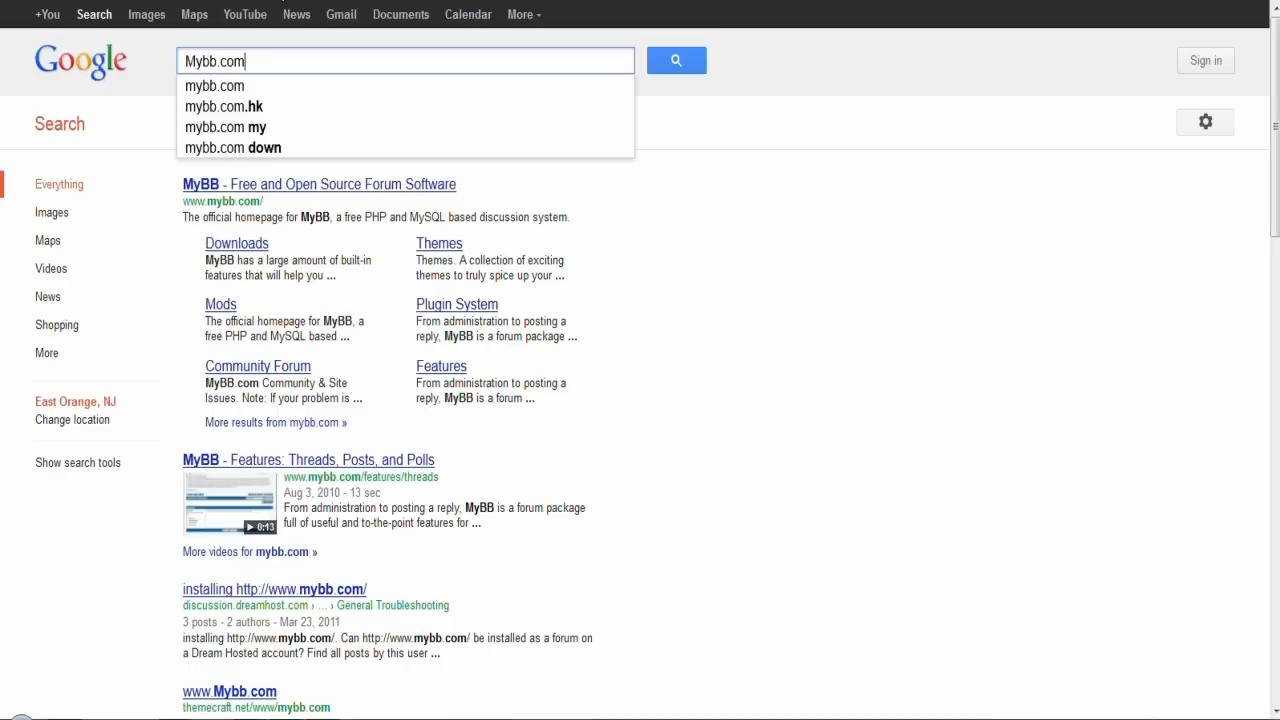 +You Search Images Maps YouTube News Gmail Documents Calendar More
Google
Mybb.com
Sign in
mybb.com
mybb.com.hk
mybb.com my
mybb.com down
Search
Everything
Images
Maps
Videos
News
Shopping
More
East Orange, NJ
Change location
Show search tools
MyBB - Free and Open Source Forum Software
www.mybb.com/
The official homepage for MyBB, a free PHP and MySQL based discussion system.
Downloads
MyBB has a large amount of built-in
features that will help you ...
Themes
Themes. A collection of exciting
themes to truly spice up your ...
Mods
The official homepage for MyBB, a
free PHP and MySQL based ...
Plugin System
From administration to posting a
reply, MyBB is a forum package ...
Community Forum
MyBB.com Community & Site
Issues. Note: If your problem is ...
Features
From administration to posting a
reply, MyBB is a forum ...
More results from mybb.com »
MyBB - Features: Threads, Posts, and Polls
www.mybb.com/features/threads
Aug 3, 2010 - 13 sec
From administration to posting a reply, MyBB is a forum package
full of useful and to-the-point features for ...
0:13
More videos for mybb.com »
installing http://www.mybb.com/
discussion.dreamhost.com › ... › General Troubleshooting
3 posts - 2 authors - Mar 23, 2011
installing http://www.mybb.com/. Can http://www.mybb.com/ be installed as a forum on
a Dream Hosted account? Find all posts by this user ...
www.Mybb.com
themecraft.net/www/mybb.com